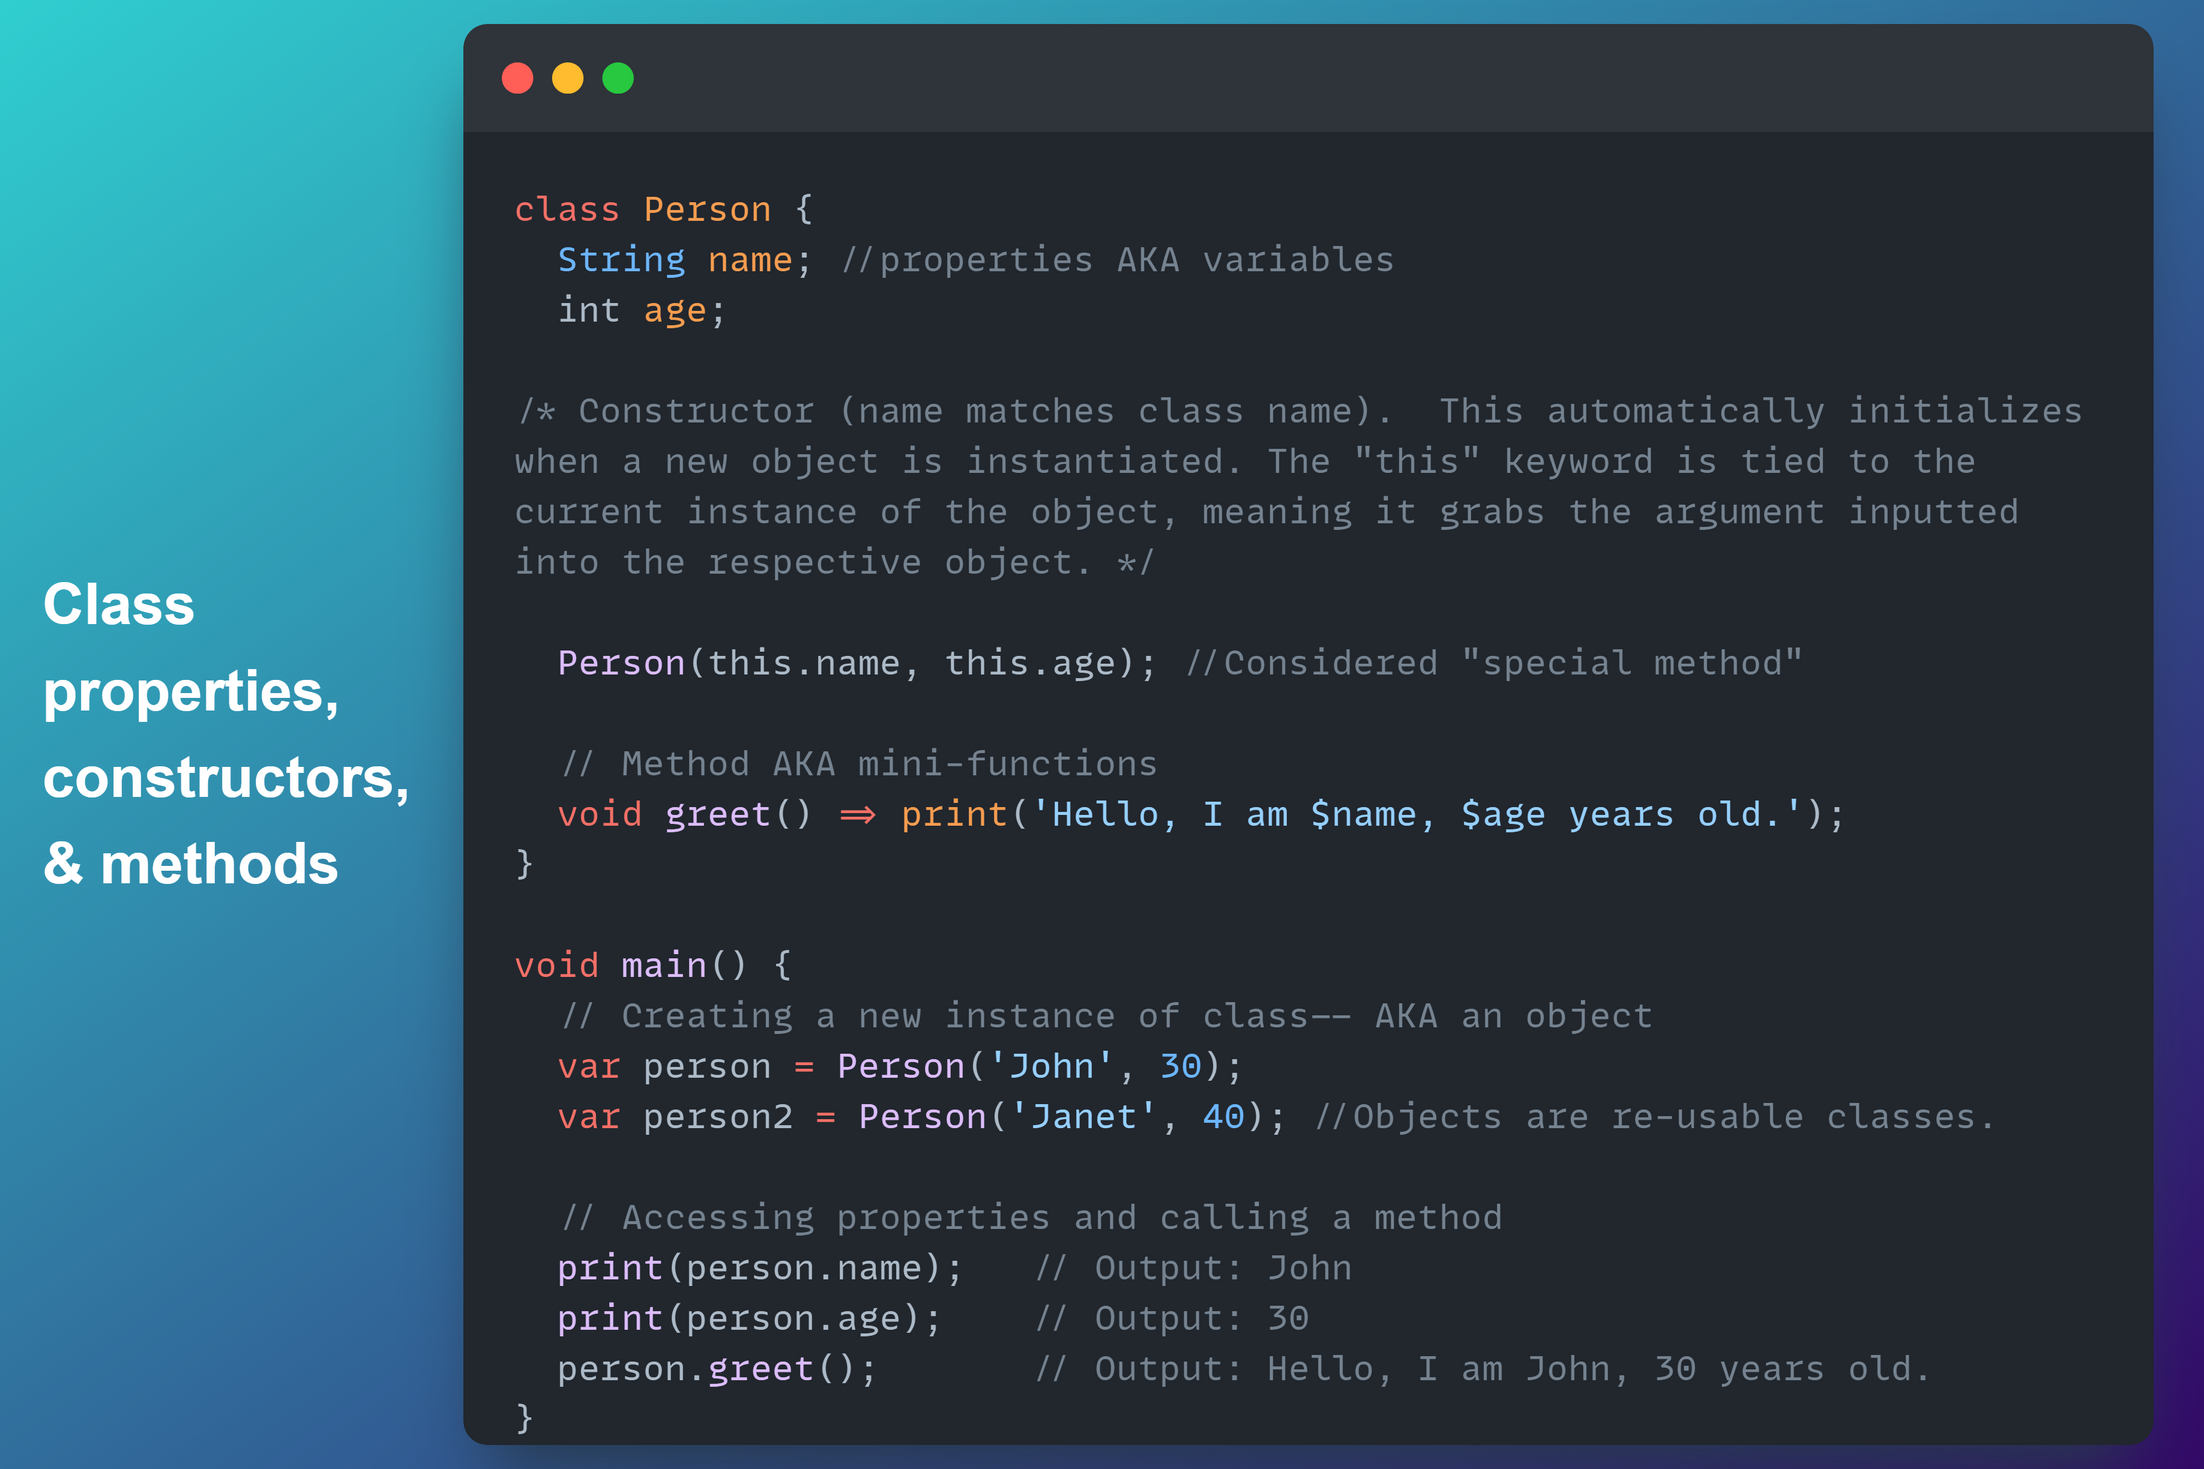 Class
properties,
constructors,
& methods
class Person {
  String name; //properties AKA variables
  int age;

/* Constructor (name matches class name).  This automatically initializes
when a new object is instantiated. The "this" keyword is tied to the
current instance of the object, meaning it grabs the argument inputted
into the respective object. */

  Person(this.name, this.age); //Considered "special method"

  // Method AKA mini-functions
  void greet() => print('Hello, I am $name, $age years old.');
}

void main() {
  // Creating a new instance of class-- AKA an object
  var person = Person('John', 30);
  var person2 = Person('Janet', 40); //Objects are re-usable classes.

  // Accessing properties and calling a method
  print(person.name);   // Output: John
  print(person.age);    // Output: 30
  person.greet();       // Output: Hello, I am John, 30 years old.
}